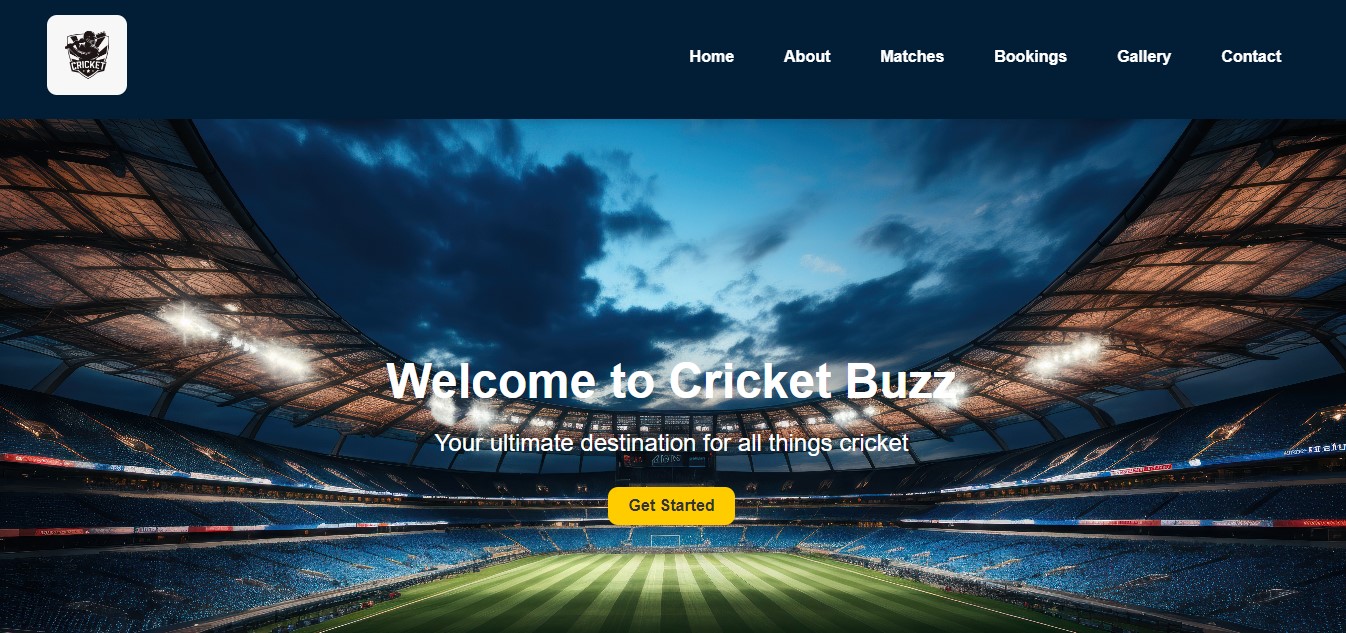 CRICKET
Home
About
Matches
Bookings
Gallery
Contact
Welcome to Cricket Buzz
Your ultimate destination for all things cricket
Get Started